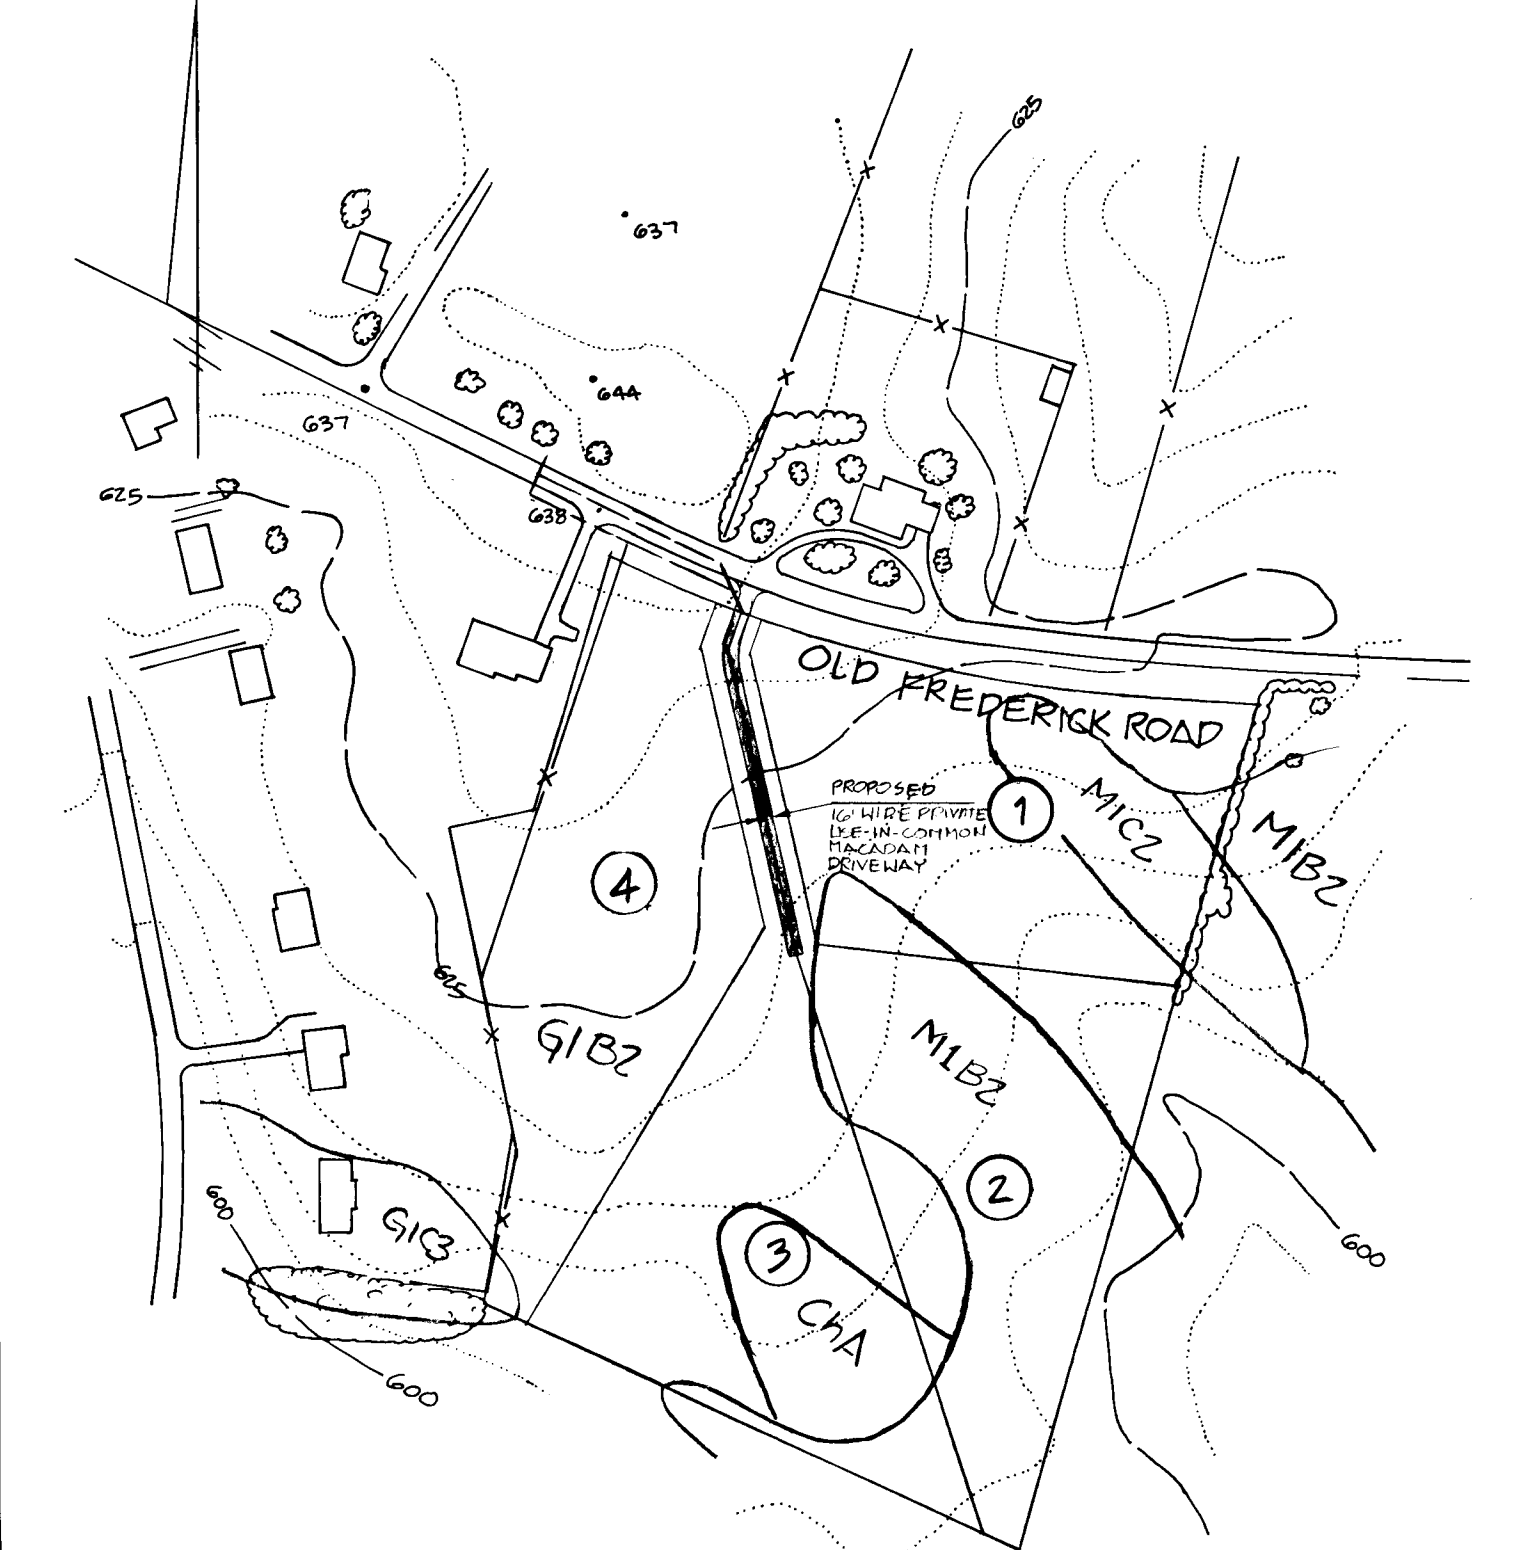 625
637
644
637
625
638
OLD FREDERICK ROAD
PROPOSED
16' WIDE PRIVATE
USE-IN-COMMON
MACADAM
DRIVEWAY
1
M1C2
M1B2
4
625
G1B2
M1B2
2
600
G1C3
3
ChA
600
600